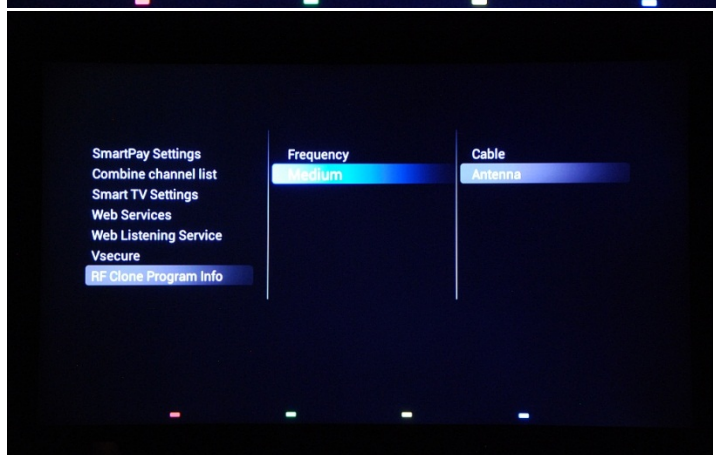 SmartPay Settings
Combine channel list
Smart TV Settings
Web Services
Web Listening Service
Vsecure
RF Clone Program Info
Frequency
Medium
Cable
Antenna